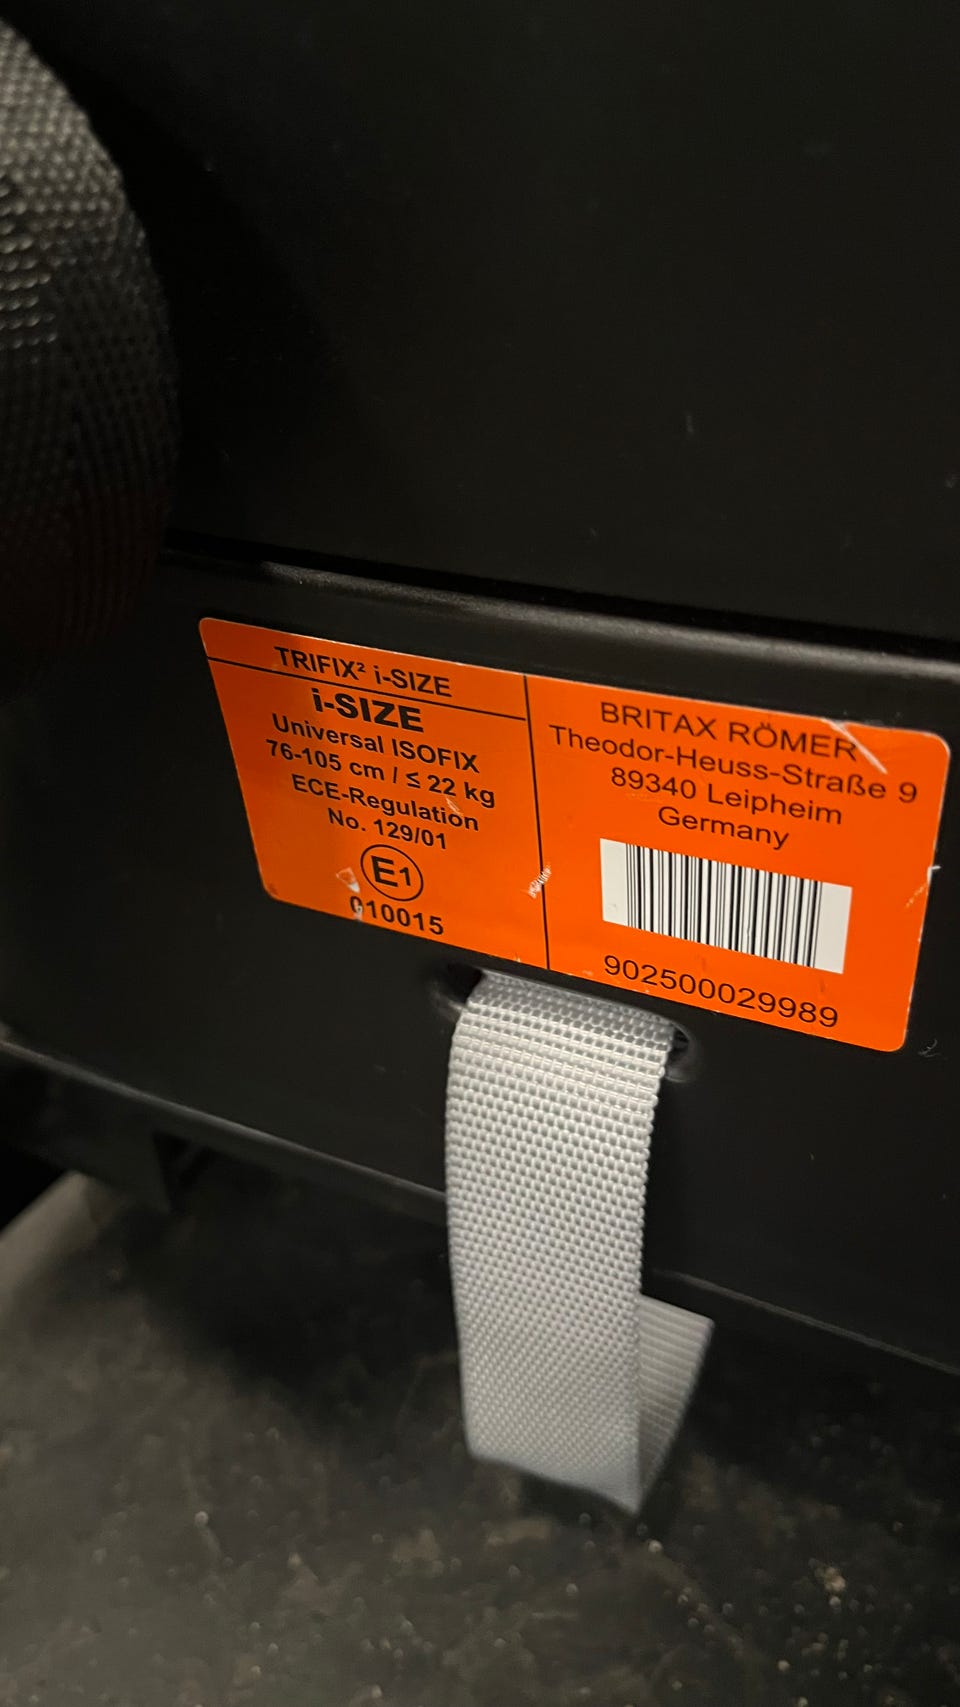 TRIFIX² i-SIZE
i-SIZE
Universal ISOFIX
76-105 cm / ≤ 22 kg
ECE-Regulation
No. 129/01
E1
010015
BRITAX RÖMER
Theodor-Heuss-Straße 9
89340 Leipheim
Germany
902500029989